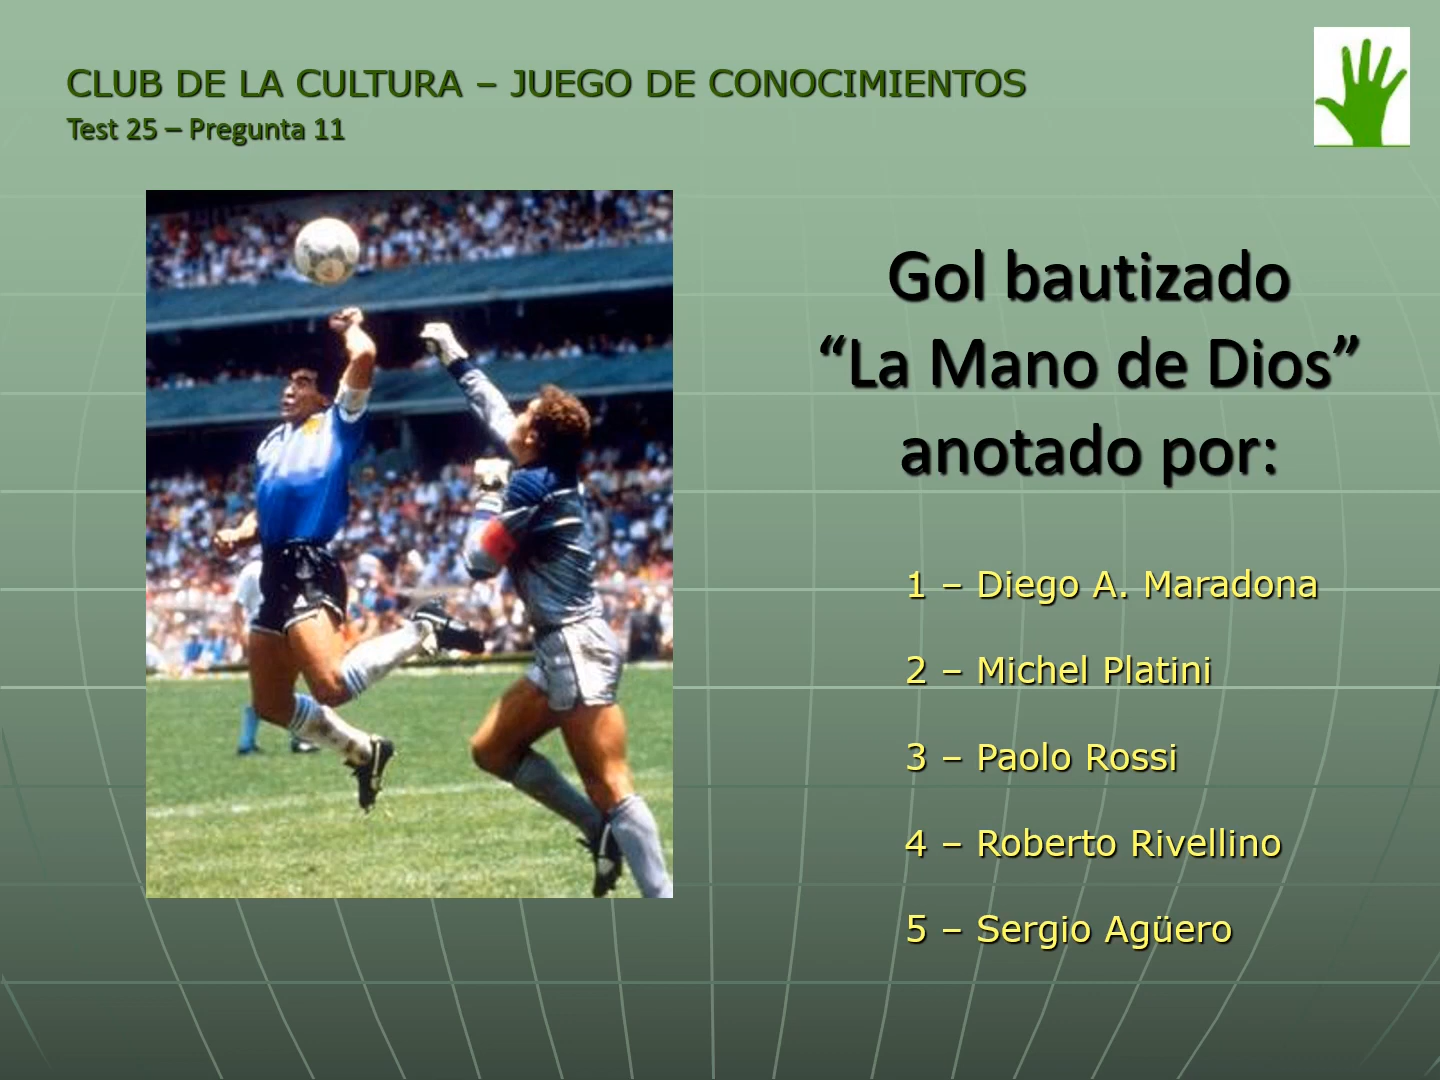 CLUB DE LA CULTURA – JUEGO DE CONOCIMIENTOS
Test 25 – Pregunta 11
Gol bautizado
“La Mano de Dios”
anotado por:
1 – Diego A. Maradona
2 – Michel Platini
3 – Paolo Rossi
4 – Roberto Rivellino
5 – Sergio Agüero